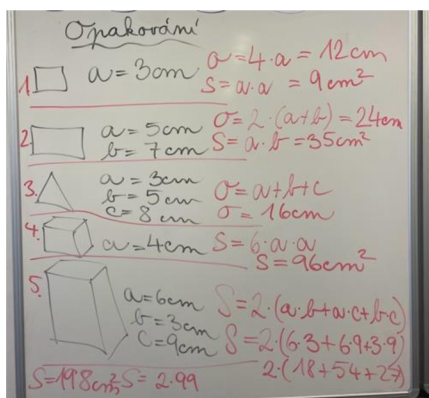 Opakování
1. a = 3cm
σ = 4·a = 12cm
S = a·a = 9cm²
2. a = 5cm
b = 7cm
σ = 2·(a+b) = 24cm
S = a·b = 35cm²
3. a = 3cm
b = 5cm
c = 8cm
σ = a+b+c
σ = 16cm
4. a = 4cm
S = 6·a·a
S = 96cm²
5. a = 6cm
b = 3cm
c = 9cm
S = 2·(a·b+a·c+b·c)
S = 2·(6·3+6·9+3·9)
2·(18+54+27)
S = 2·99
S = 198cm²